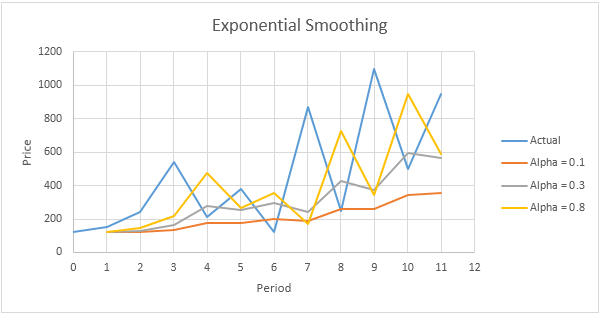 Exponential Smoothing
1200
1000
800
600
400
200
0
Price
0 1 2 3 4 5 6 7 8 9 10 11 12
Period
Actual
Alpha = 0.1
Alpha = 0.3
Alpha = 0.8